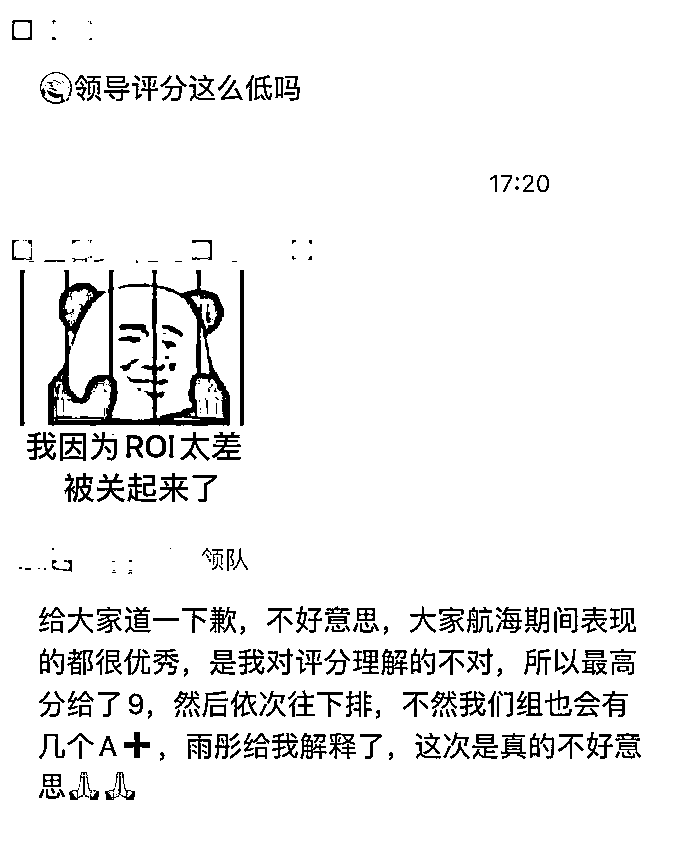 领导评分这么低吗
17:20
我因为ROI太差
被关起来了
领队
给大家道一下歉，不好意思，大家航海期间表现
的都很优秀，是我对评分理解的不对，所以最高
分给了9，然后依次往下排，不然我们组也会有
几个A➕，雨彤给我解释了，这次是真的不好意
思🙏🙏